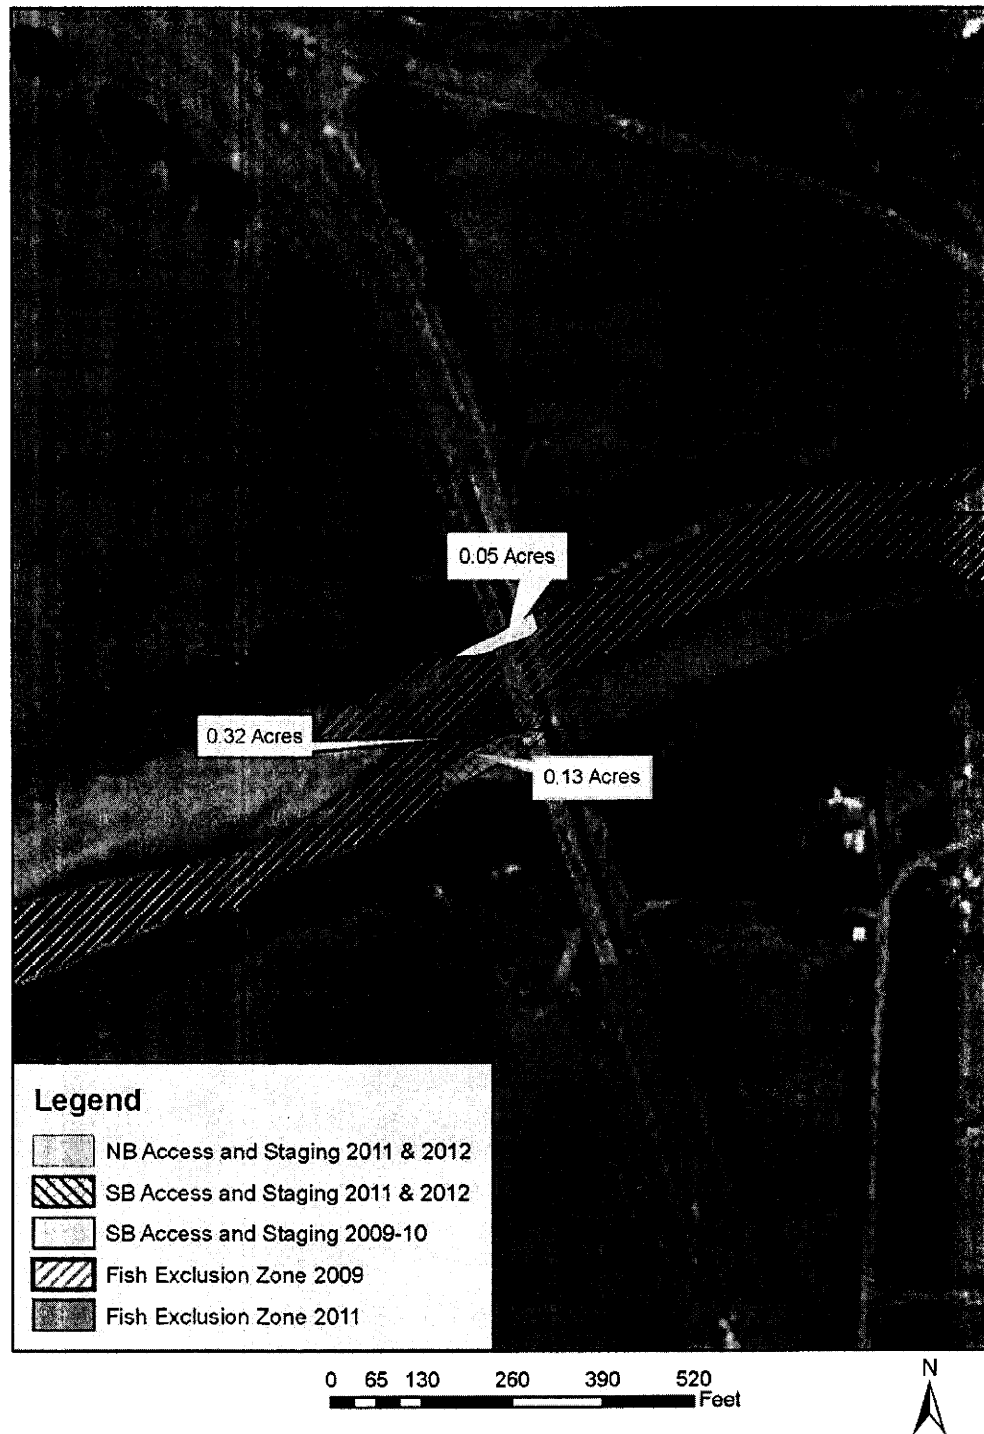 0.05 Acres
0.32 Acres
0.13 Acres
Legend
NB Access and Staging 2011 & 2012
SB Access and Staging 2011 & 2012
SB Access and Staging 2009-10
Fish Exclusion Zone 2009
Fish Exclusion Zone 2011
N
0 65 130 260 390 520
Feet